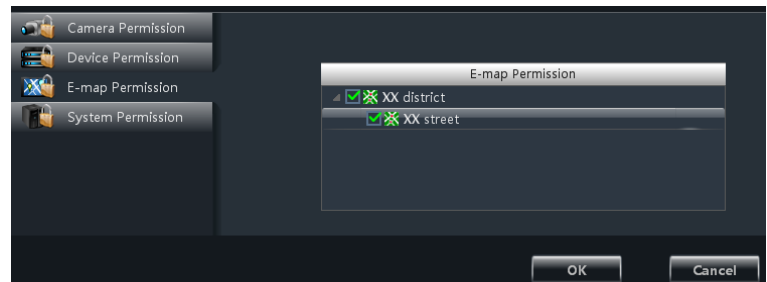 Camera Permission
Device Permission
E-map Permission
System Permission
E-map Permission
XX district
XX street
OK
Cancel